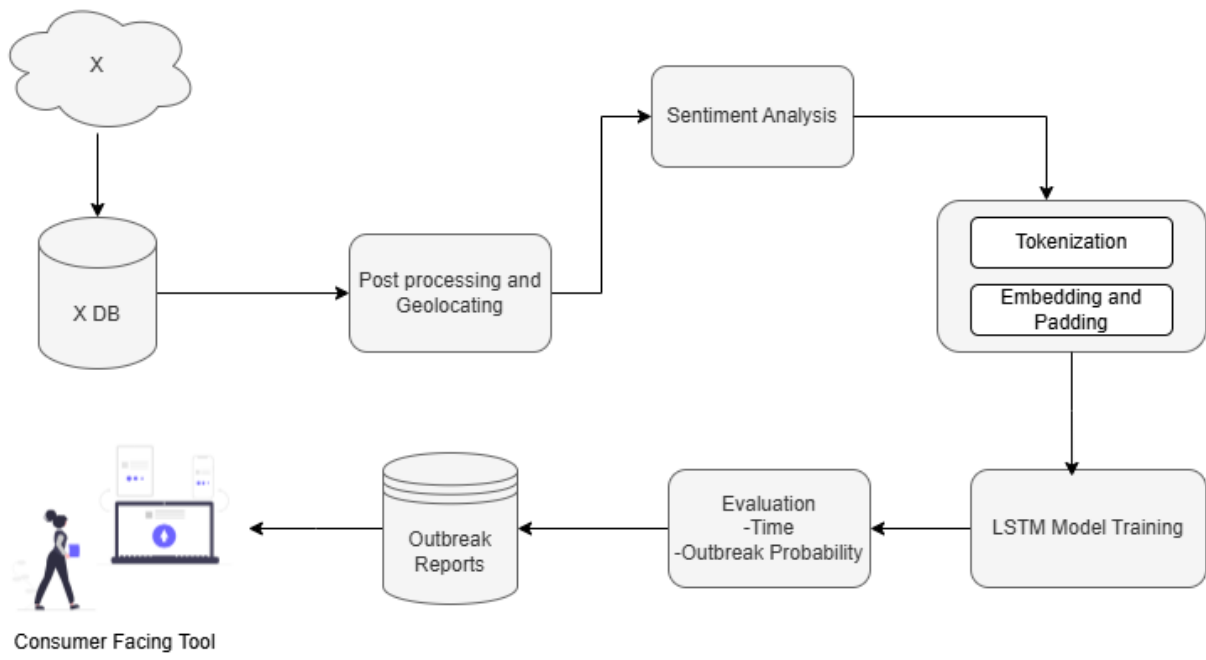 X
X DB
Post processing and
Geolocating
Sentiment Analysis
Tokenization
Embedding and
Padding
LSTM Model Training
Evaluation
-Time
-Outbreak Probability
Outbreak
Reports
Consumer Facing Tool